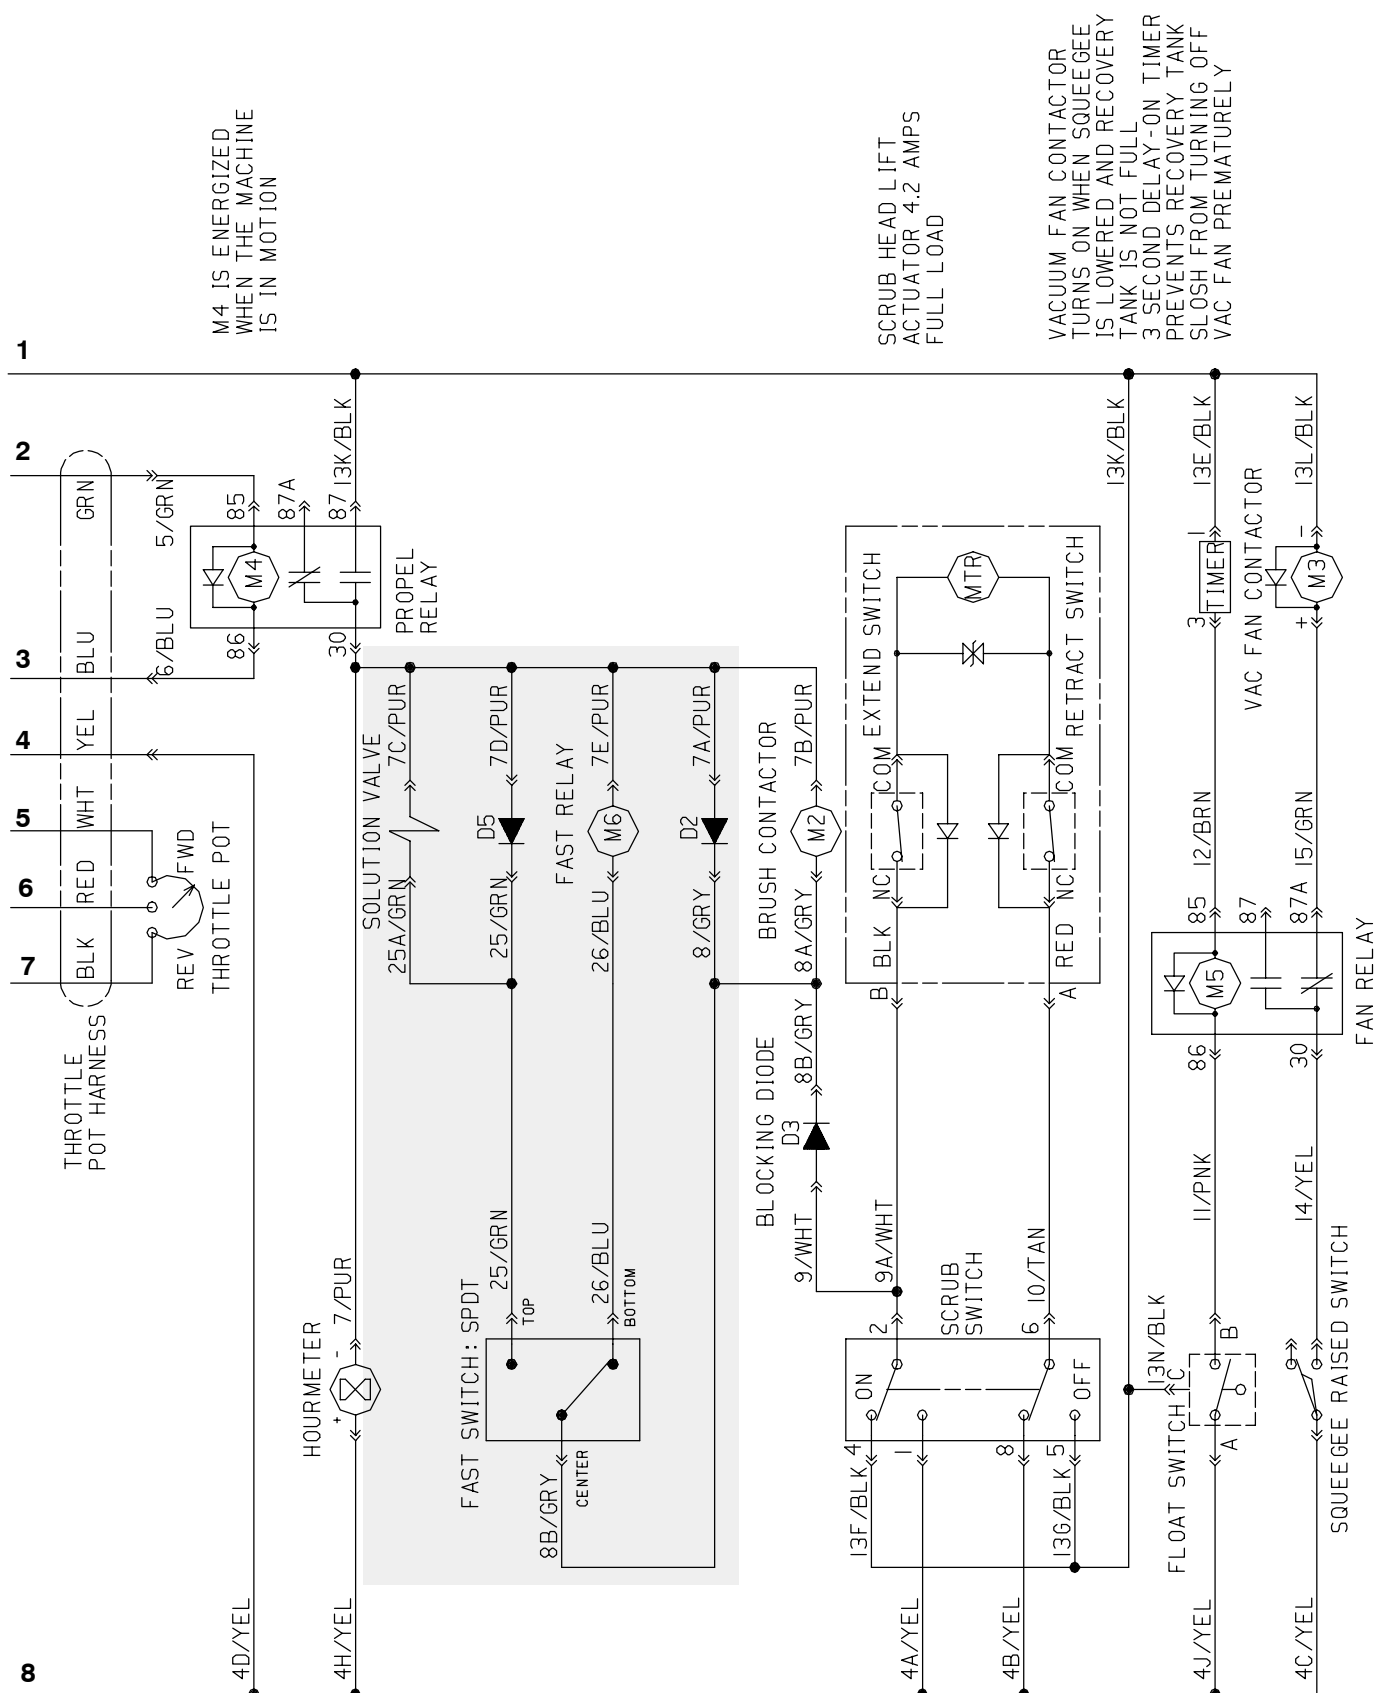 M4 IS ENERGIZED
WHEN THE MACHINE
IS IN MOTION
SCRUB HEAD LIFT
ACTUATOR 4.2 AMPS
FULL LOAD
VACUUM FAN CONTACTOR
TURNS ON WHEN SQUEEGEE
IS LOWERED AND RECOVERY
TANK IS NOT FULL
3 SECOND DELAY-ON TIMER
PREVENTS RECOVERY TANK
SLOSH FROM TURNING OFF
VAC FAN PREMATURELY
1
2
3
4
5
6
7
8
GRN
BLU
YEL
WHT
RED
BLK
THROTTLE
POT HARNESS
REV
FWD
THROTTLE POT
5/GRN
6/BLU
85
87A
87
M4
86
30
PROPEL
RELAY
13K/BLK
4D/YEL
4H/YEL
HOURMETER
+
-
7/PUR
SOLUTION VALVE
7C/PUR
25A/GRN
7D/PUR
D5
25/GRN
25/GRN
FAST RELAY
7E/PUR
M6
26/BLU
26/BLU
7A/PUR
D2
8/GRY
FAST SWITCH: SPDT
TOP
BOTTOM
CENTER
8B/GRY
BRUSH CONTACTOR
7B/PUR
M2
8A/GRY
8B/GRY
BLOCKING DIODE
D3
9/WHT
EXTEND SWITCH
MTR
RETRACT SWITCH
COM
NC
COM
NC
BLK
B
RED
A
9A/WHT
10/TAN
SCRUB
SWITCH
2
6
ON
OFF
4
1
8
5
13F/BLK
13G/BLK
4A/YEL
4B/YEL
13K/BLK
13N/BLK
13E/BLK
1
TIMER
3
12/BRN
VAC FAN CONTACTOR
13L/BLK
-
M3
+
15/GRN
85
87
87A
M5
86
30
FAN RELAY
11/PNK
14/YEL
FLOAT SWITCH
C
B
A
SQUEEGEE RAISED SWITCH
4J/YEL
4C/YEL